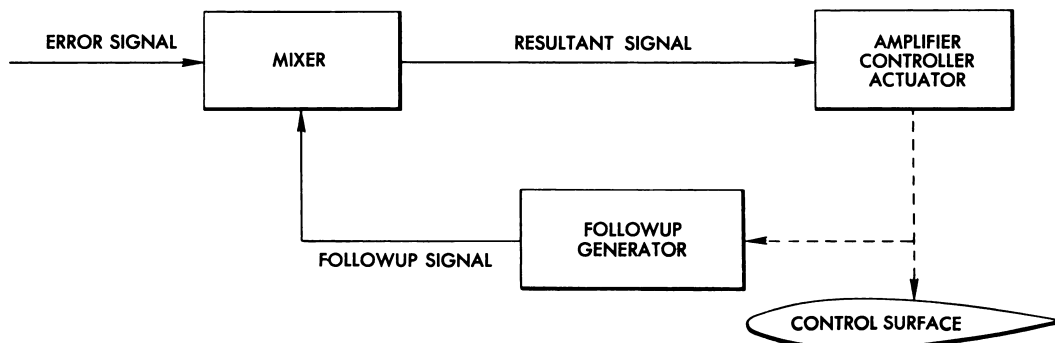 ERROR SIGNAL
MIXER
RESULTANT SIGNAL
AMPLIFIER
CONTROLLER
ACTUATOR
FOLLOWUP SIGNAL
FOLLOWUP
GENERATOR
CONTROL SURFACE